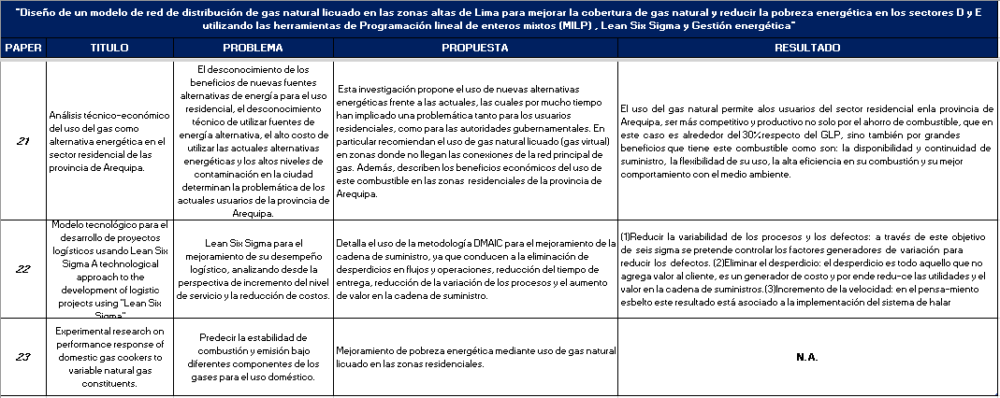 "Diseño de un modelo de red de distribución de gas natural licuado en las zonas altas de Lima para mejorar la cobertura de gas natural y reducir la pobreza energética en los sectores D y E
utilizando las herramientas de Programación lineal de enteros mixtos (MILP) , Lean Six Sigma y Gestión energética"
PAPER TITULO PROBLEMA PROPUESTA RESULTADO
21
Análisis técnico-económico
del uso del gas como
alternativa energética en el
sector residencial de las
provincia de Arequipa.
El desconocimiento de los
beneficios de nuevas fuentes
alternativas de energía para el uso
residencial, el desconocimiento
técnico de utilizar fuentes de
energía alternativa, el alto costo de
utilizar las actuales alternativas
energéticas y los altos niveles de
contaminación en la ciudad
determinan la problemática de los
actuales usuarios de la provincia de
Arequipa.
Esta investigación propone el uso de nuevas alternativas
energéticas frente a las actuales, las cuales por mucho tiempo
han implicado una problemática tanto para los usuarios
residenciales, como para las autoridades gubernamentales. En
particular recomiendan el uso de gas natural licuado (gas virtual)
en zonas donde no llegan las conexiones de la red principal de
gas. Además, describen los beneficios económicos del uso de
este combustible en las zonas residenciales de la provincia de
Arequipa.
El uso del gas natural permite alos usuarios del sector residencial enla provincia de
Arequipa, ser más competitivo y productivo no solo por el ahorro de combustible, que en
este caso es alrededor del 30%respecto del GLP, sino también por grandes
beneficios que tiene este combustible como son: la disponibilidad y continuidad de
suministro, la flexibilidad de su uso, la alta eficiencia en su combustión y su mejor
comportamiento con el medio ambiente.
22
Modelo tecnológico para el
desarrollo de proyectos
logísticos usando Lean Six
Sigma A technological
approach to the
development of logistic
projects using "Lean Six
Sigma"
Lean Six Sigma para el
mejoramiento de su desempeño
logístico, analizando desde la
perspectiva de incremento del nivel
de servicio y la reducción de costos.
Detalla el uso de la metodología DMAIC para el mejoramiento de la
cadena de suministro, ya que conducen a la eliminación de
desperdicios en flujos y operaciones, reducción del tiempo de
entrega, reducción de la variación de los procesos y el aumento
de valor en la cadena de suministro.
(1)Reducir la variabilidad de los procesos y los defectos: a través de este objetivo
de seis sigma se pretende controlar los factores generadores de variación para
reducir los defectos. (2)Eliminar el desperdicio: el desperdicio es todo aquello que no
agrega valor al cliente, es un generador de costo y por ende redu-ce las utilidades y el
valor en la cadena de suministros.(3)Incremento de la velocidad: en el pensa-miento
esbelto este resultado está asociado a la implementación del sistema de halar
23
Experimental research on
performance response of
domestic gas cookers to
variable natural gas
constituents.
Predecir la estabilidad de
combustión y emisión bajo
diferentes componentes de los
gases para el uso doméstico.
Mejoramiento de pobreza energética mediante uso de gas natural
licuado en las zonas residenciales.
N.A.